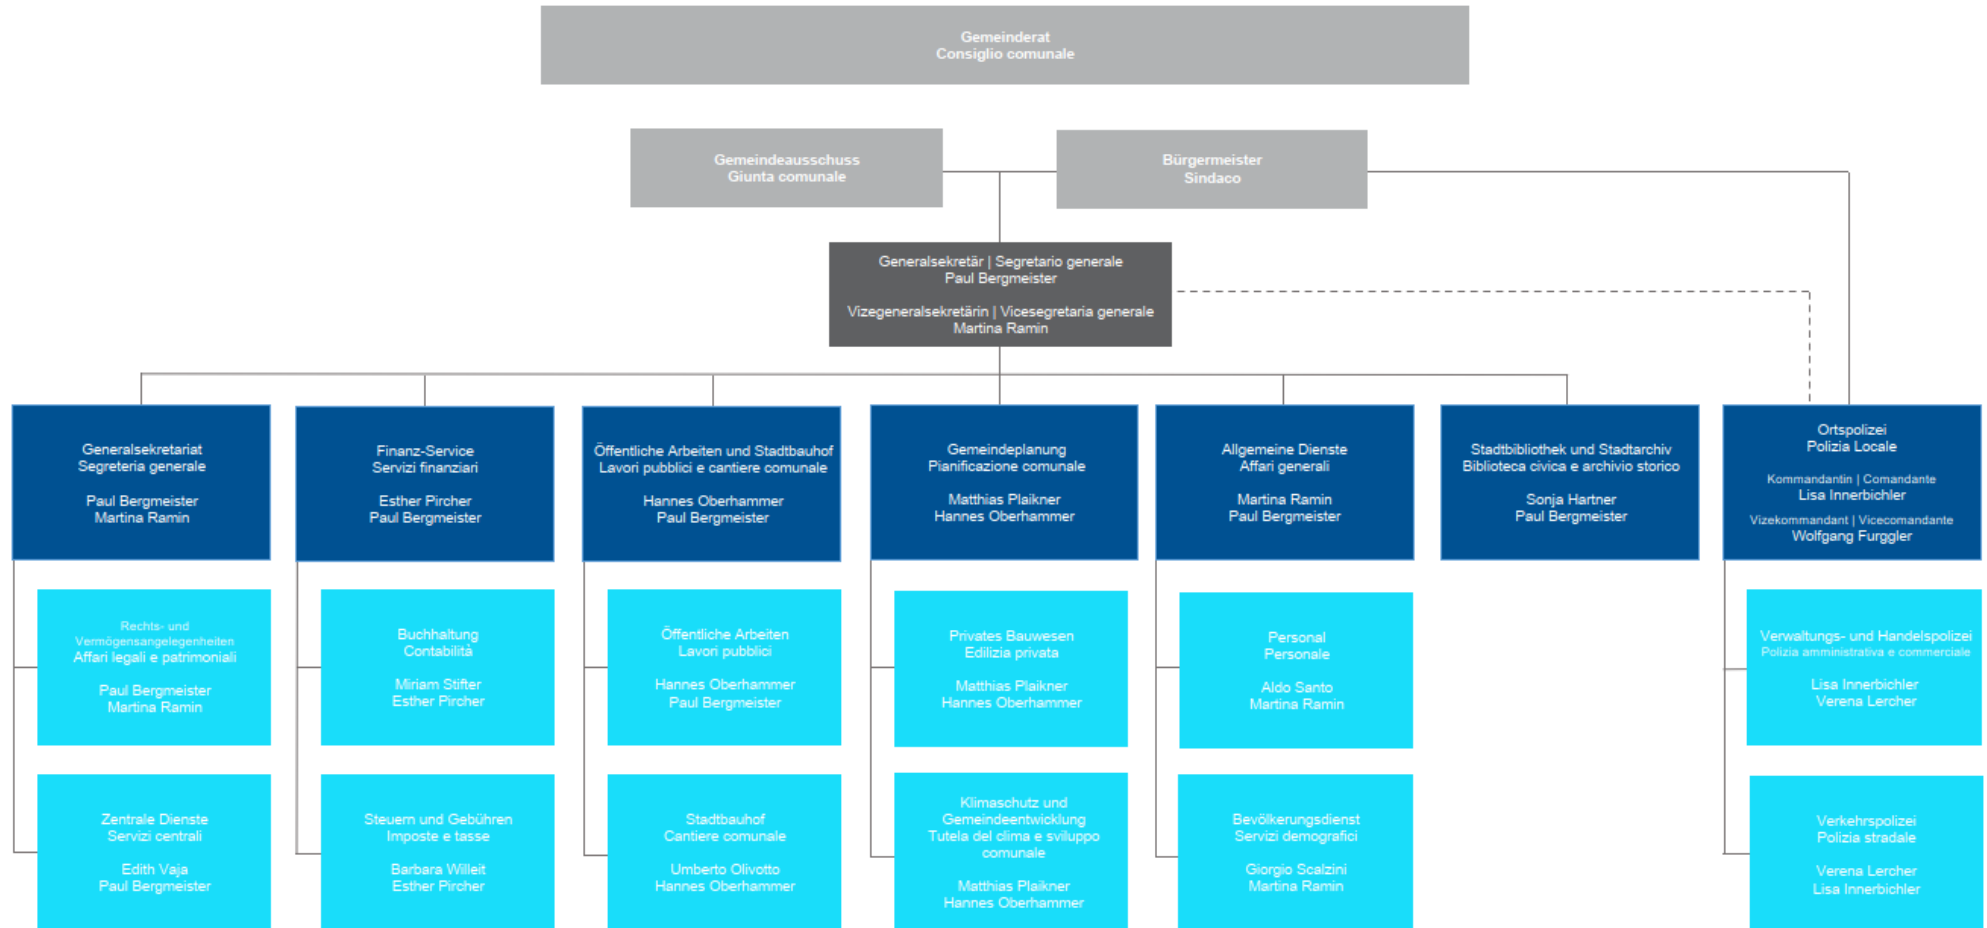 Gemeinderat
Consiglio comunale
Gemeindeausschuss
Giunta comunale
Bürgermeister
Sindaco
Generalsekretär | Segretario generale
Paul Bergmeister
Vizegeneralsekretärin | Vicesegretaria generale
Martina Ramin
Generalsekretariat
Segreteria generale
Paul Bergmeister
Martina Ramin
Finanz-Service
Servizi finanziari
Esther Pircher
Paul Bergmeister
Öffentliche Arbeiten und Stadtbauhof
Lavori pubblici e cantiere comunale
Hannes Oberhammer
Paul Bergmeister
Gemeindeplanung
Pianificazione comunale
Matthias Plaikner
Hannes Oberhammer
Allgemeine Dienste
Affari generali
Martina Ramin
Paul Bergmeister
Stadtbibliothek und Stadtarchiv
Biblioteca civica e archivio storico
Sonja Hartner
Paul Bergmeister
Ortspolizei
Polizia Locale
Kommandantin | Comandante
Lisa Innerbichler
Vizekommandant | Vicecomandante
Wolfgang Furggler
Rechts- und
Vermögensangelegenheiten
Affari legali e patrimoniali
Paul Bergmeister
Martina Ramin
Buchhaltung
Contabilità
Miriam Stifter
Esther Pircher
Öffentliche Arbeiten
Lavori pubblici
Hannes Oberhammer
Paul Bergmeister
Privates Bauwesen
Edilizia privata
Matthias Plaikner
Hannes Oberhammer
Personal
Personale
Aldo Santo
Martina Ramin
Verwaltungs- und Handelspolizei
Polizia amministrativa e commerciale
Lisa Innerbichler
Verena Lercher
Zentrale Dienste
Servizi centrali
Edith Vaja
Paul Bergmeister
Steuern und Gebühren
Imposte e tasse
Barbara Willeit
Esther Pircher
Stadtbauhof
Cantiere comunale
Umberto Olivotto
Hannes Oberhammer
Klimaschutz und
Gemeindeentwicklung
Tutela del clima e sviluppo
comunale
Matthias Plaikner
Hannes Oberhammer
Bevölkerungsdienst
Servizi demografici
Giorgio Scalzini
Martina Ramin
Verkehrspolizei
Polizia stradale
Verena Lercher
Lisa Innerbichler